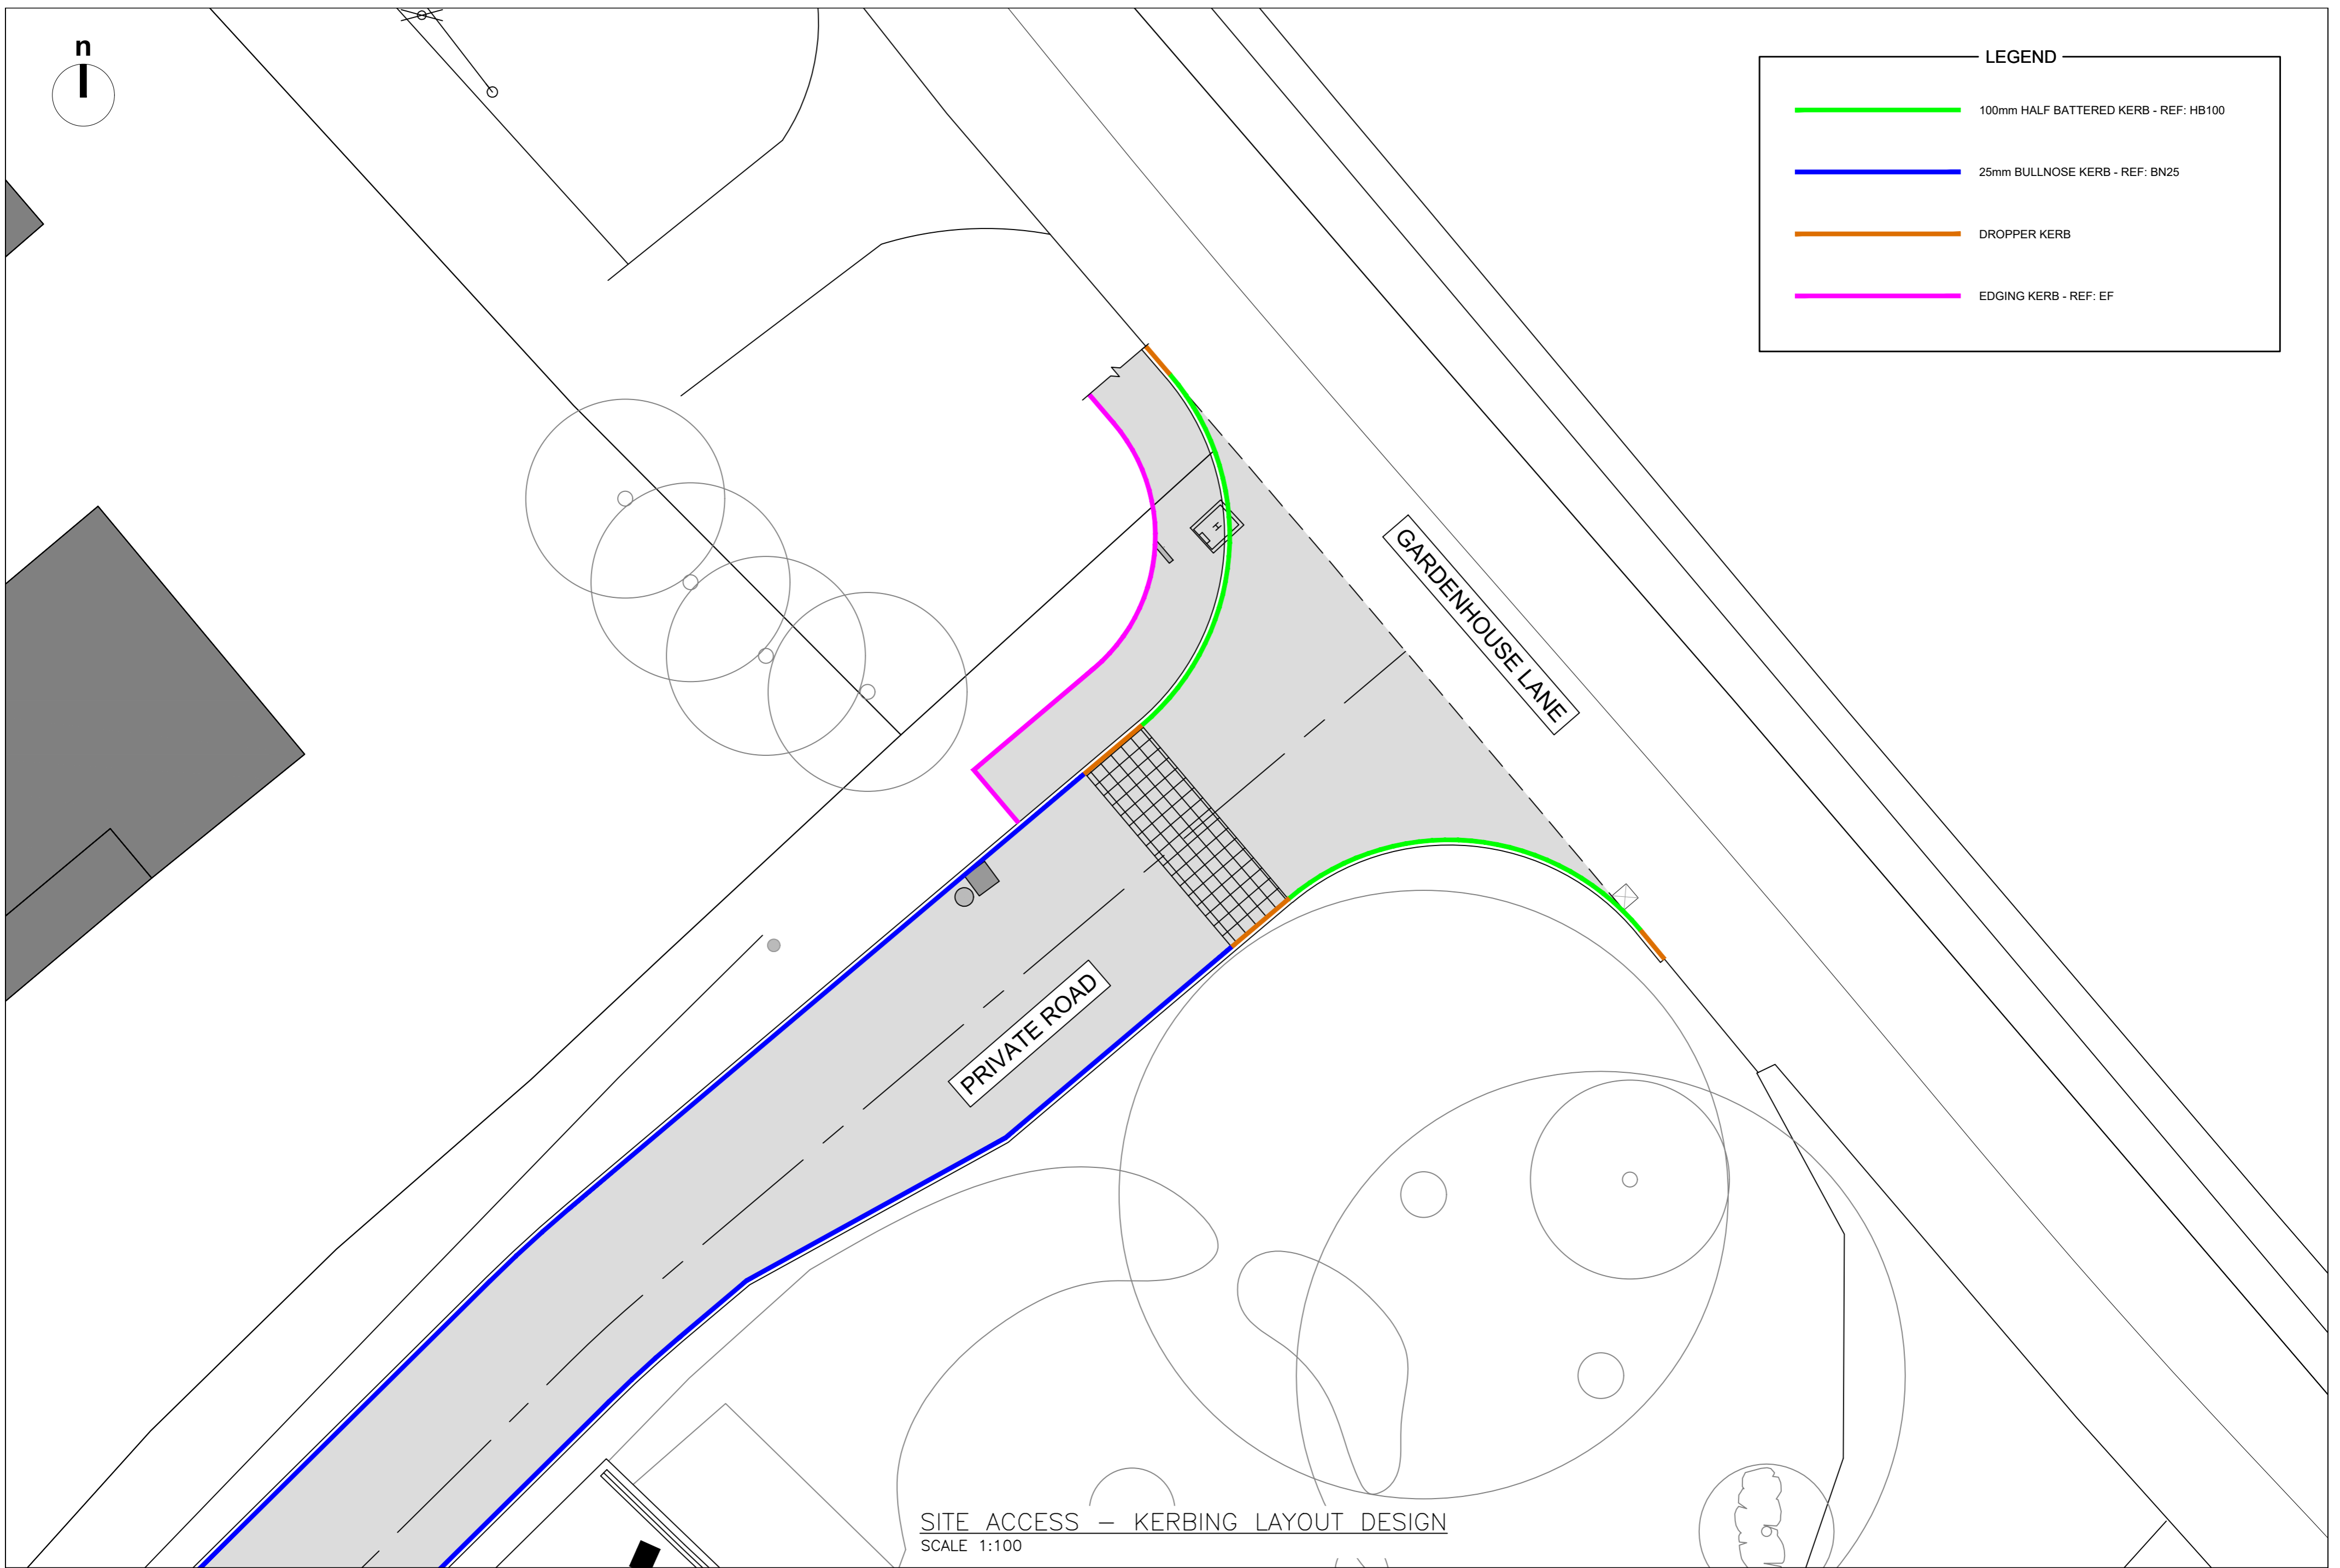 n
LEGEND
100mm HALF BATTERED KERB - REF: HB100
25mm BULLNOSE KERB - REF: BN25
DROPPER KERB
EDGING KERB - REF: EF
H
GARDENHOUSE LANE
PRIVATE ROAD
SITE ACCESS – KERBING LAYOUT DESIGN
SCALE 1:100